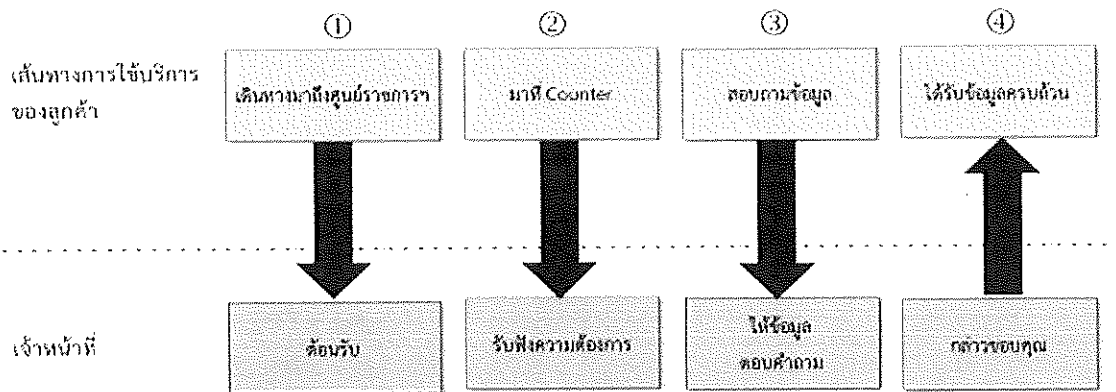 ① ② ③ ④
เส้นทางการใช้บริการ
ของลูกค้า
เดินทางมาถึงศูนย์ราชการฯ
มาที่ Counter
สอบถามข้อมูล
ได้รับข้อมูลครบถ้วน
เจ้าหน้าที่
ต้อนรับ
รับฟังความต้องการ
ให้ข้อมูล
ตอบคำถาม
กล่าวขอบคุณ